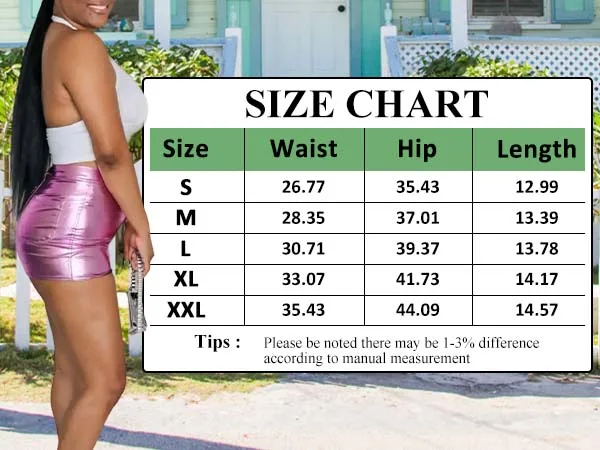 SIZE CHART
Size Waist Hip Length
S 26.77 35.43 12.99
M 28.35 37.01 13.39
L 30.71 39.37 13.78
XL 33.07 41.73 14.17
XXL 35.43 44.09 14.57
Tips : Please be noted there may be 1-3% difference
according to manual measurement